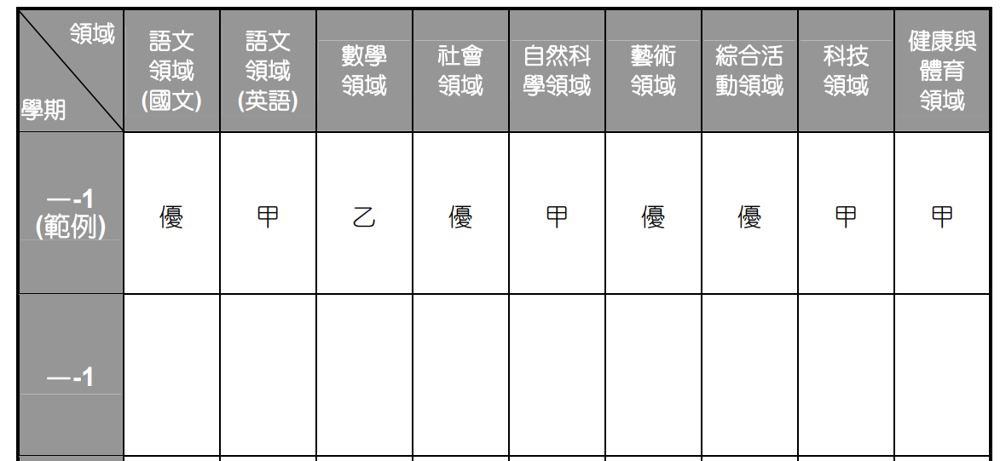 領域
學期
語文
領域
(國文)
語文
領域
(英語)
數學
領域
社會
領域
自然科
學領域
藝術
領域
綜合活
動領域
科技
領域
健康與
體育
領域
一-1
(範例)
優
甲
乙
優
甲
優
優
甲
甲
一-1